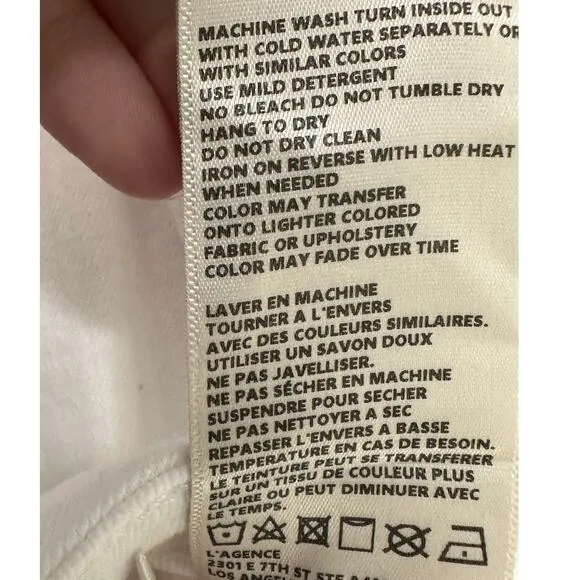 MACHINE WASH TURN INSIDE OUT
WITH COLD WATER SEPARATELY OR
WITH SIMILAR COLORS
USE MILD DETERGENT
NO BLEACH DO NOT TUMBLE DRY
HANG TO DRY
DO NOT DRY CLEAN
IRON ON REVERSE WITH LOW HEAT
WHEN NEEDED
COLOR MAY TRANSFER
ONTO LIGHTER COLORED
FABRIC OR UPHOLSTERY
COLOR MAY FADE OVER TIME
LAVER EN MACHINE
TOURNER A L'ENVERS
AVEC DES COULEURS SIMILAIRES.
UTILISER UN SAVON DOUX
NE PAS JAVELLISER.
NE PAS SÉCHER EN MACHINE
SUSPENDRE POUR SECHER
NE PAS NETTOYER A SEC
REPASSER L'ENVERS A BASSE
TEMPERATURE EN CAS DE BESOIN.
LE TEINTURE PEUT SE TRANSFÉRER
SUR UN TISSU DE COULEUR PLUS
CLAIRE OU PEUT DIMINUER AVEC
LE TEMPS.
L'AGENCE
2301 E 7TH ST STE
LOS ANGELES